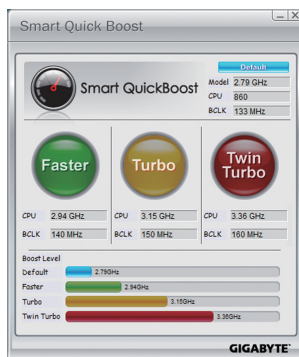 Smart Quick Boost
Smart QuickBoost
Default
Model 2.79 GHz
CPU 860
BCLK 133 MHz
Faster
Turbo
Twin Turbo
CPU 2.94 GHz CPU 3.15 GHz CPU 3.36 GHz
BCLK 140 MHz BCLK 150 MHz BCLK 160 MHz
Boost Level
Default 2.79GHz
Faster 2.94GHz
Turbo 3.15GHz
Twin Turbo 3.36GHz
GIGABYTE